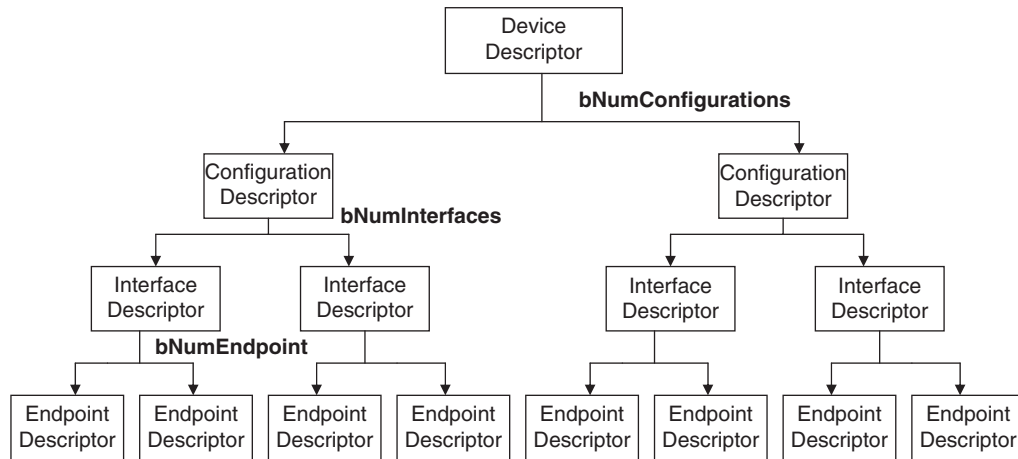 Device
Descriptor
bNumConfigurations
Configuration
Descriptor
Configuration
Descriptor
bNumInterfaces
Interface
Descriptor
Interface
Descriptor
Interface
Descriptor
Interface
Descriptor
bNumEndpoint
Endpoint
Descriptor
Endpoint
Descriptor
Endpoint
Descriptor
Endpoint
Descriptor
Endpoint
Descriptor
Endpoint
Descriptor
Endpoint
Descriptor
Endpoint
Descriptor